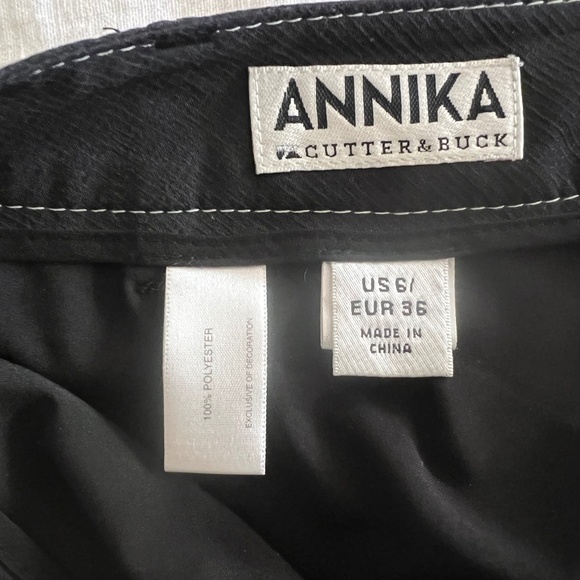 ANNIKA
CUTTER & BUCK
US 6/
EUR 36
MADE IN
CHINA
100% POLYESTER
EXCLUSIVE OF DECORATION